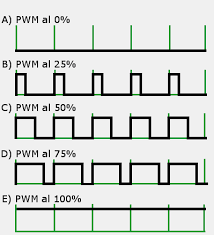 A) PWM al 0%
B) PWM al 25%
C) PWM al 50%
D) PWM al 75%
E) PWM al 100%